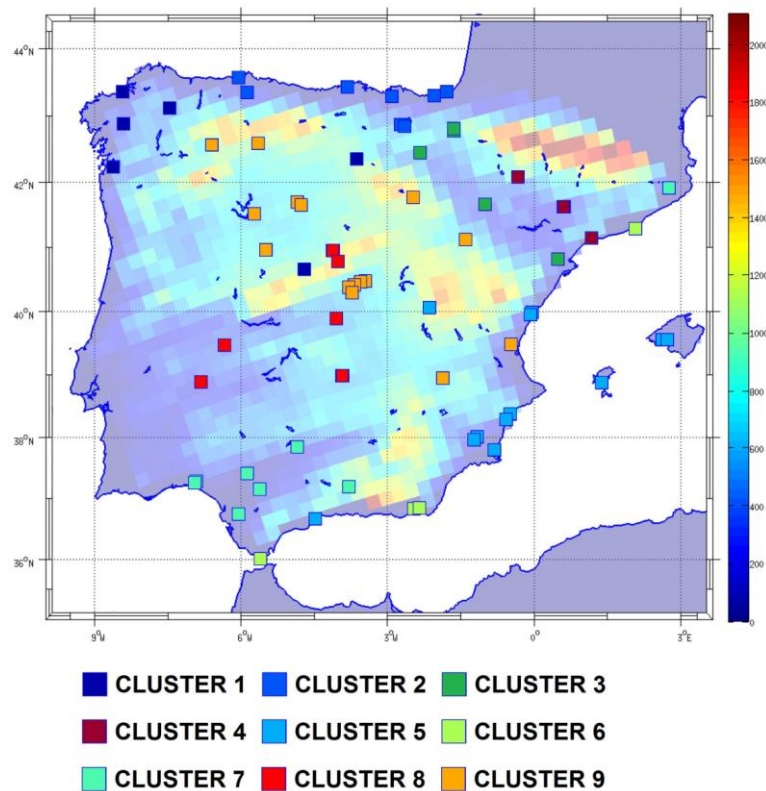 44°N
42°N
40°N
38°N
36°N
9°W 6°W 3°W 0° 3°E
2000
1800
1600
1400
1200
1000
800
600
400
200
0
CLUSTER 1 CLUSTER 2 CLUSTER 3
CLUSTER 4 CLUSTER 5 CLUSTER 6
CLUSTER 7 CLUSTER 8 CLUSTER 9